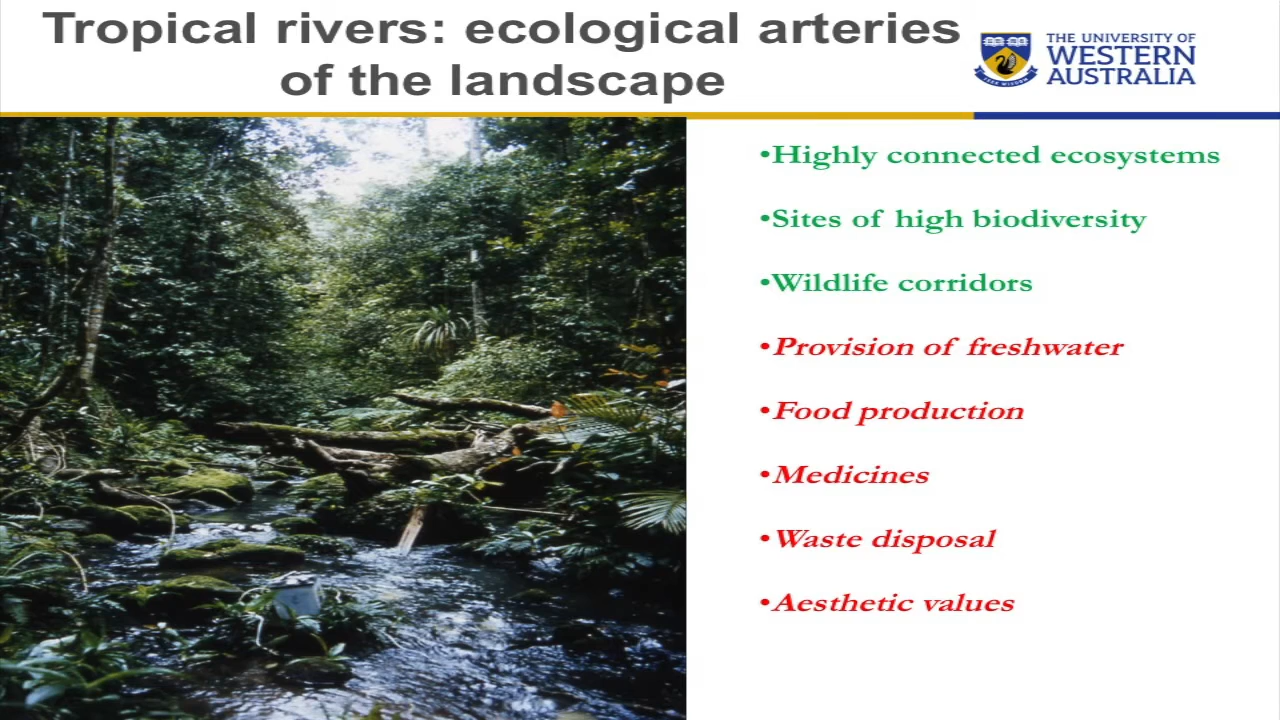 Tropical rivers: ecological arteries
of the landscape
THE UNIVERSITY OF
WESTERN
AUSTRALIA
•Highly connected ecosystems
•Sites of high biodiversity
•Wildlife corridors
•Provision of freshwater
•Food production
•Medicines
•Waste disposal
•Aesthetic values